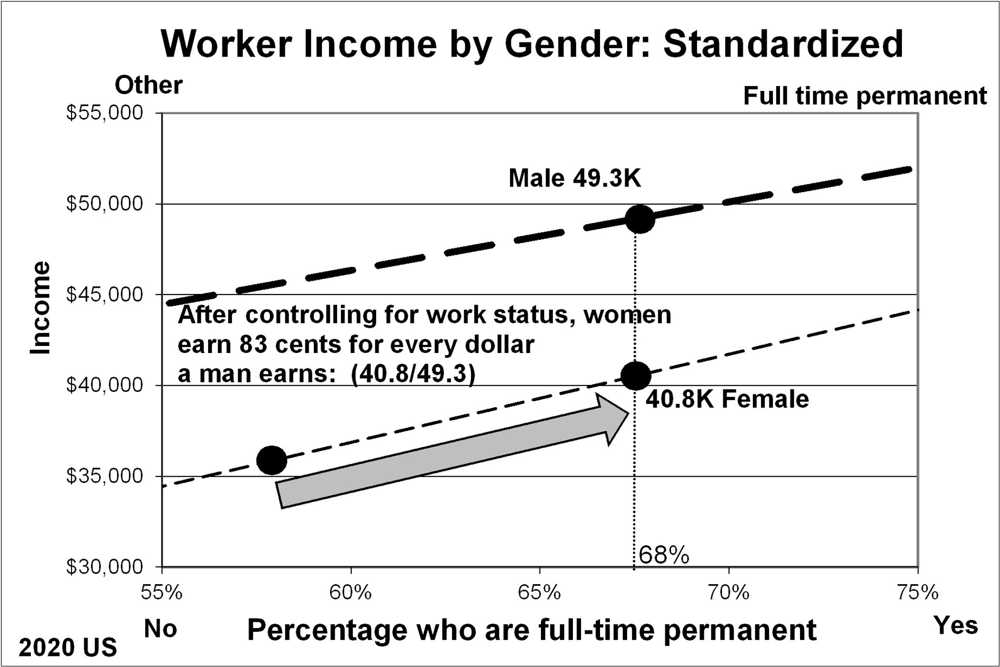 Worker Income by Gender: Standardized
Other
Full time permanent
$55,000
Male 49.3K
$50,000
$45,000
After controlling for work status, women
earn 83 cents for every dollar
a man earns: (40.8/49.3)
$40,000
40.8K Female
$35,000
68%
$30,000
Income
55% 60% 65% 70% 75%
No Percentage who are full-time permanent Yes
2020 US